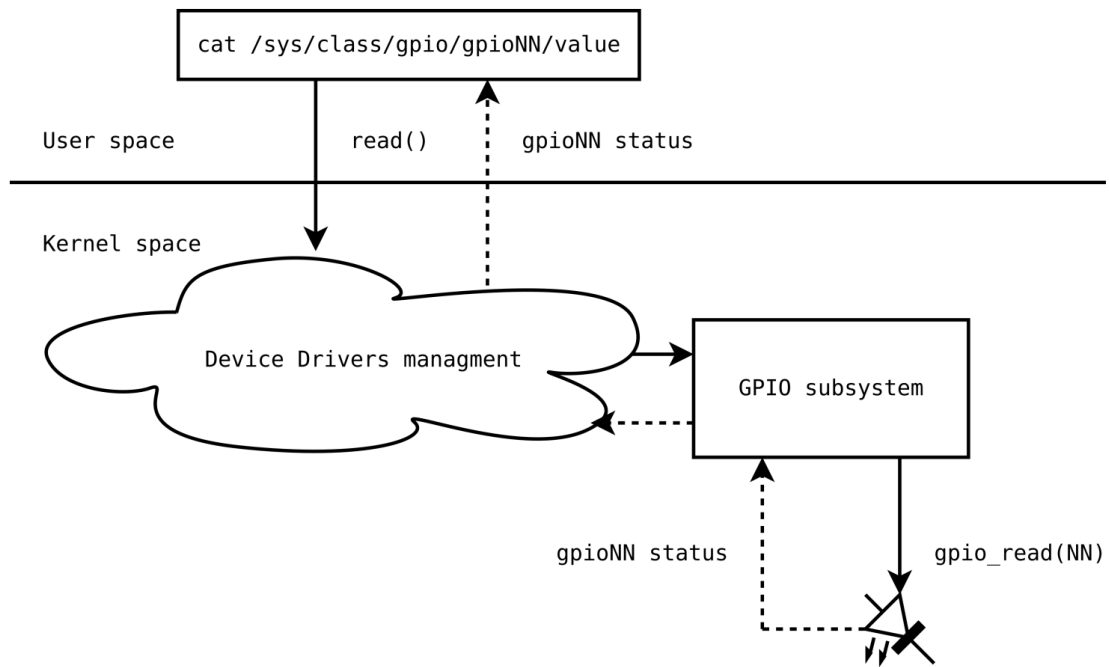 cat /sys/class/gpio/gpioNN/value
User space
read()
gpioNN status
Kernel space
Device Drivers managment
GPIO subsystem
gpioNN status
gpio_read(NN)